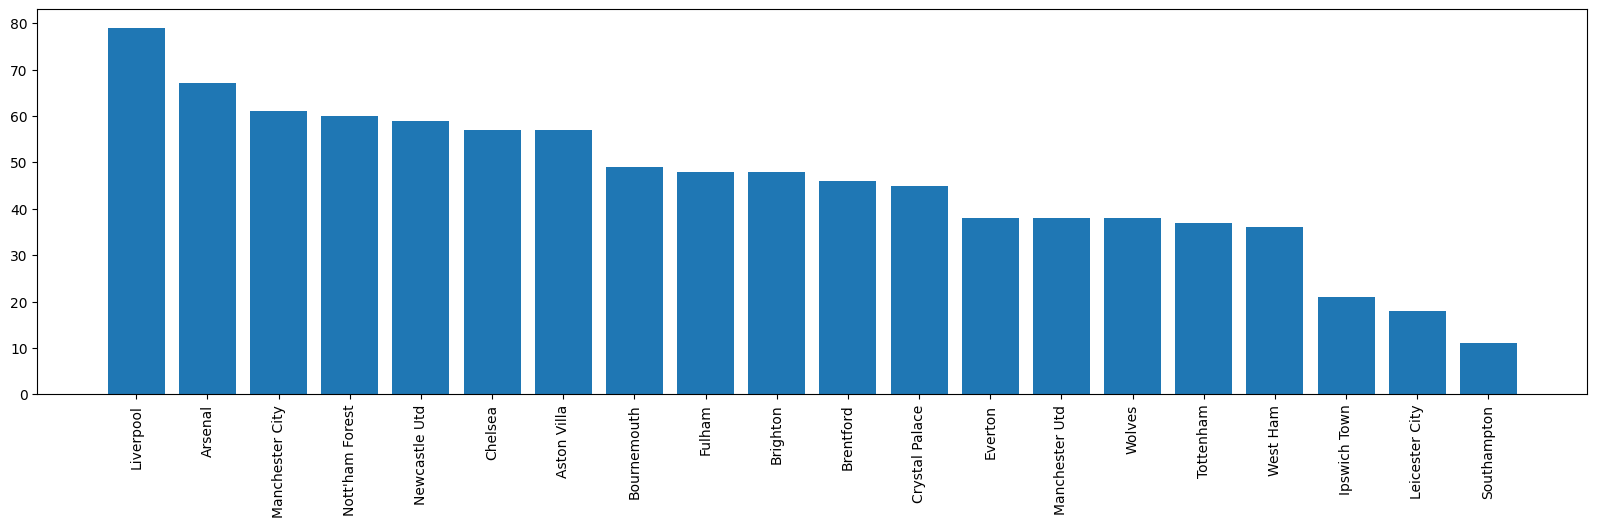 80
70
60
50
40
30
20
10
0
Liverpool
Arsenal
Manchester City
Nott'ham Forest
Newcastle Utd
Chelsea
Aston Villa
Bournemouth
Fulham
Brighton
Brentford
Crystal Palace
Everton
Manchester Utd
Wolves
Tottenham
West Ham
Ipswich Town
Leicester City
Southampton